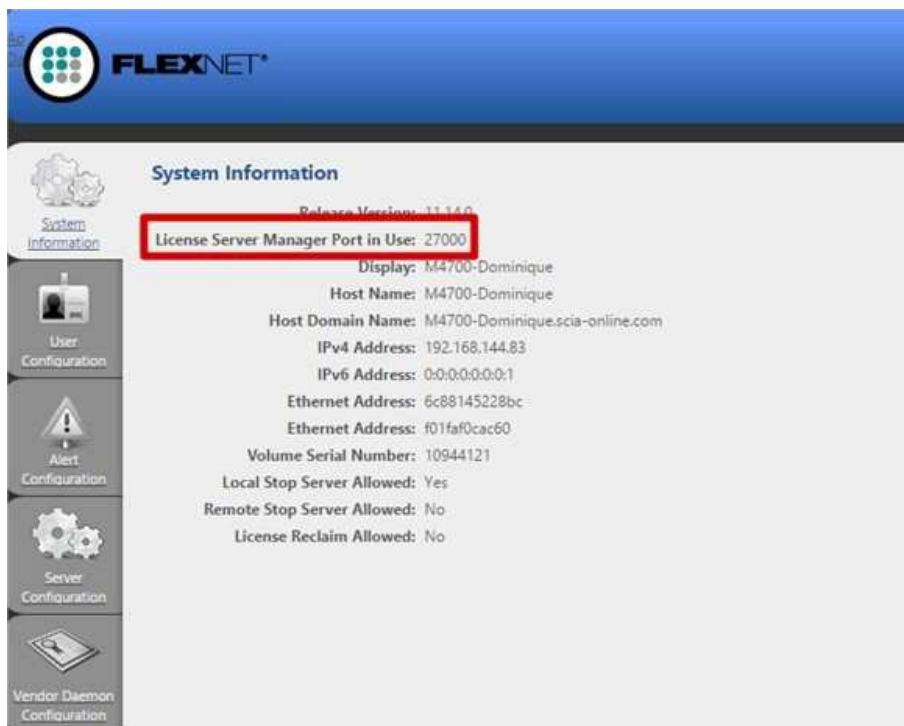 FLEXNET
System Information
Release Version: 11.14.0
License Server Manager Port in Use: 27000
Display: M4700-Dominique
Host Name: M4700-Dominique
Host Domain Name: M4700-Dominique.scia-online.com
IPv4 Address: 192.168.144.83
IPv6 Address: 0:0:0:0:0:0:0:1
Ethernet Address: 6c88145228bc
Ethernet Address: f01faf0cac60
Volume Serial Number: 10944121
Local Stop Server Allowed: Yes
Remote Stop Server Allowed: No
License Reclaim Allowed: No
System
Information
User
Configuration
Alert
Configuration
Server
Configuration
Vendor Daemon
Configuration